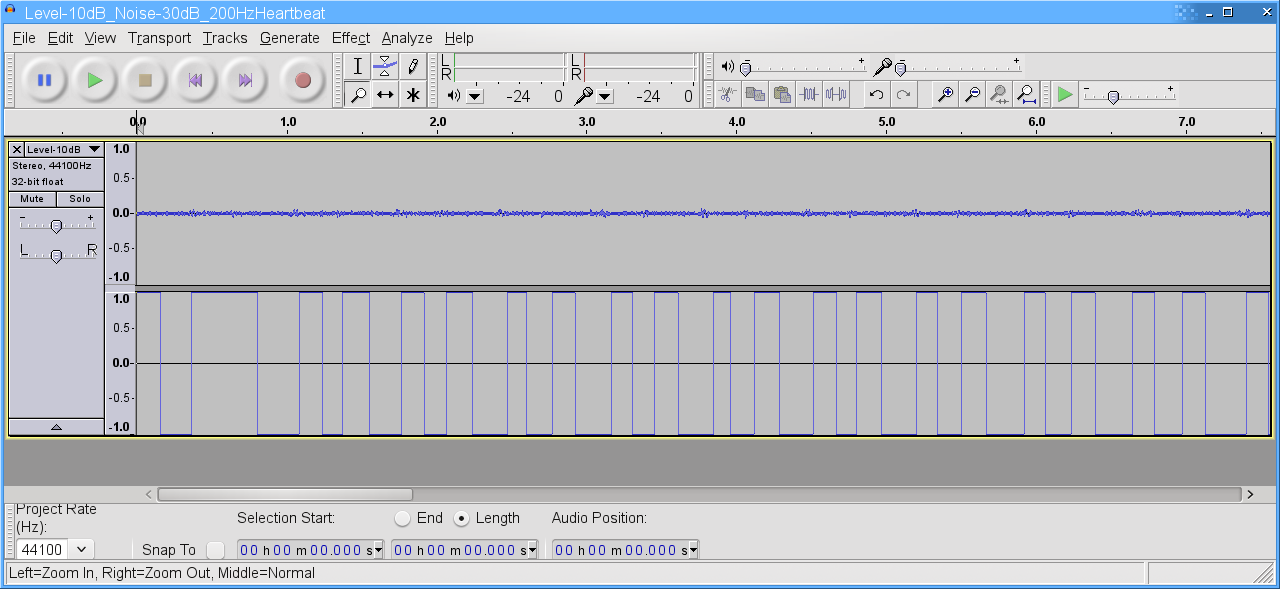 Level-10dB_Noise-30dB_200HzHeartbeat
File Edit View Transport Tracks Generate Effect Analyze Help
L R -24 0 L R -24 0 - + - +
- +
0.0 1.0 2.0 3.0 4.0 5.0 6.0 7.0
Level-10dB 1.0
Stereo, 44100Hz
32-bit float
0.5-
Mute Solo
- + 0.0-
L R -0.5-
-1.0
1.0
0.5-
0.0-
-0.5-
-1.0
Project Rate (Hz):
Selection Start: End Length Audio Position:
44100 Snap To 00 h 00 m 00.000 s 00 h 00 m 00.000 s 00 h 00 m 00.000 s
Left=Zoom In, Right=Zoom Out, Middle=Normal